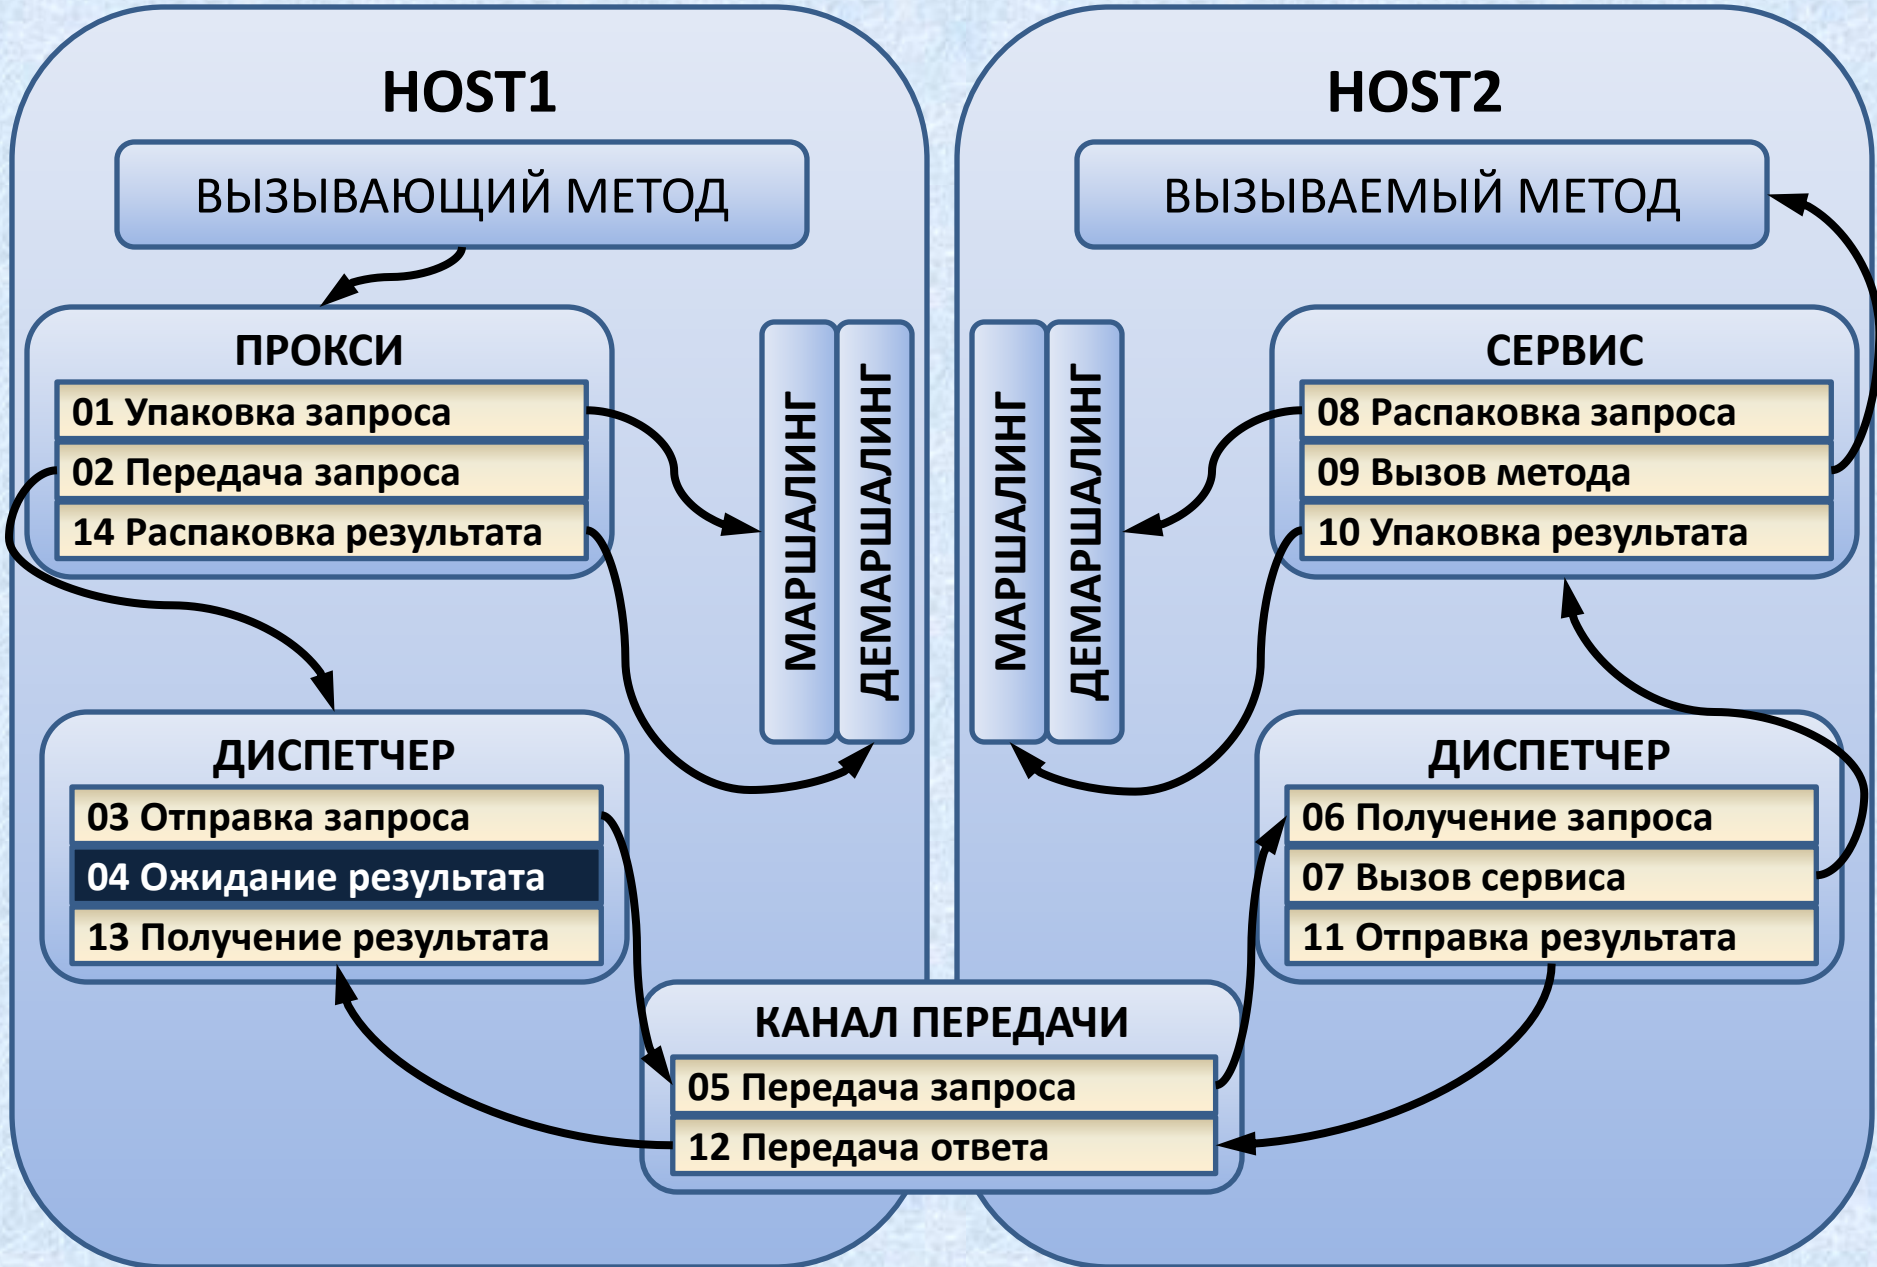 HOST1
ВЫЗЫВАЮЩИЙ МЕТОД
ПРОКСИ
01 Упаковка запроса
02 Передача запроса
14 Распаковка результата
МАРШАЛИНГ
ДЕМАРШАЛИНГ
ДИСПЕТЧЕР
03 Отправка запроса
04 Ожидание результата
13 Получение результата
HOST2
ВЫЗЫВАЕМЫЙ МЕТОД
МАРШАЛИНГ
ДЕМАРШАЛИНГ
СЕРВИС
08 Распаковка запроса
09 Вызов метода
10 Упаковка результата
ДИСПЕТЧЕР
06 Получение запроса
07 Вызов сервиса
11 Отправка результата
КАНАЛ ПЕРЕДАЧИ
05 Передача запроса
12 Передача ответа